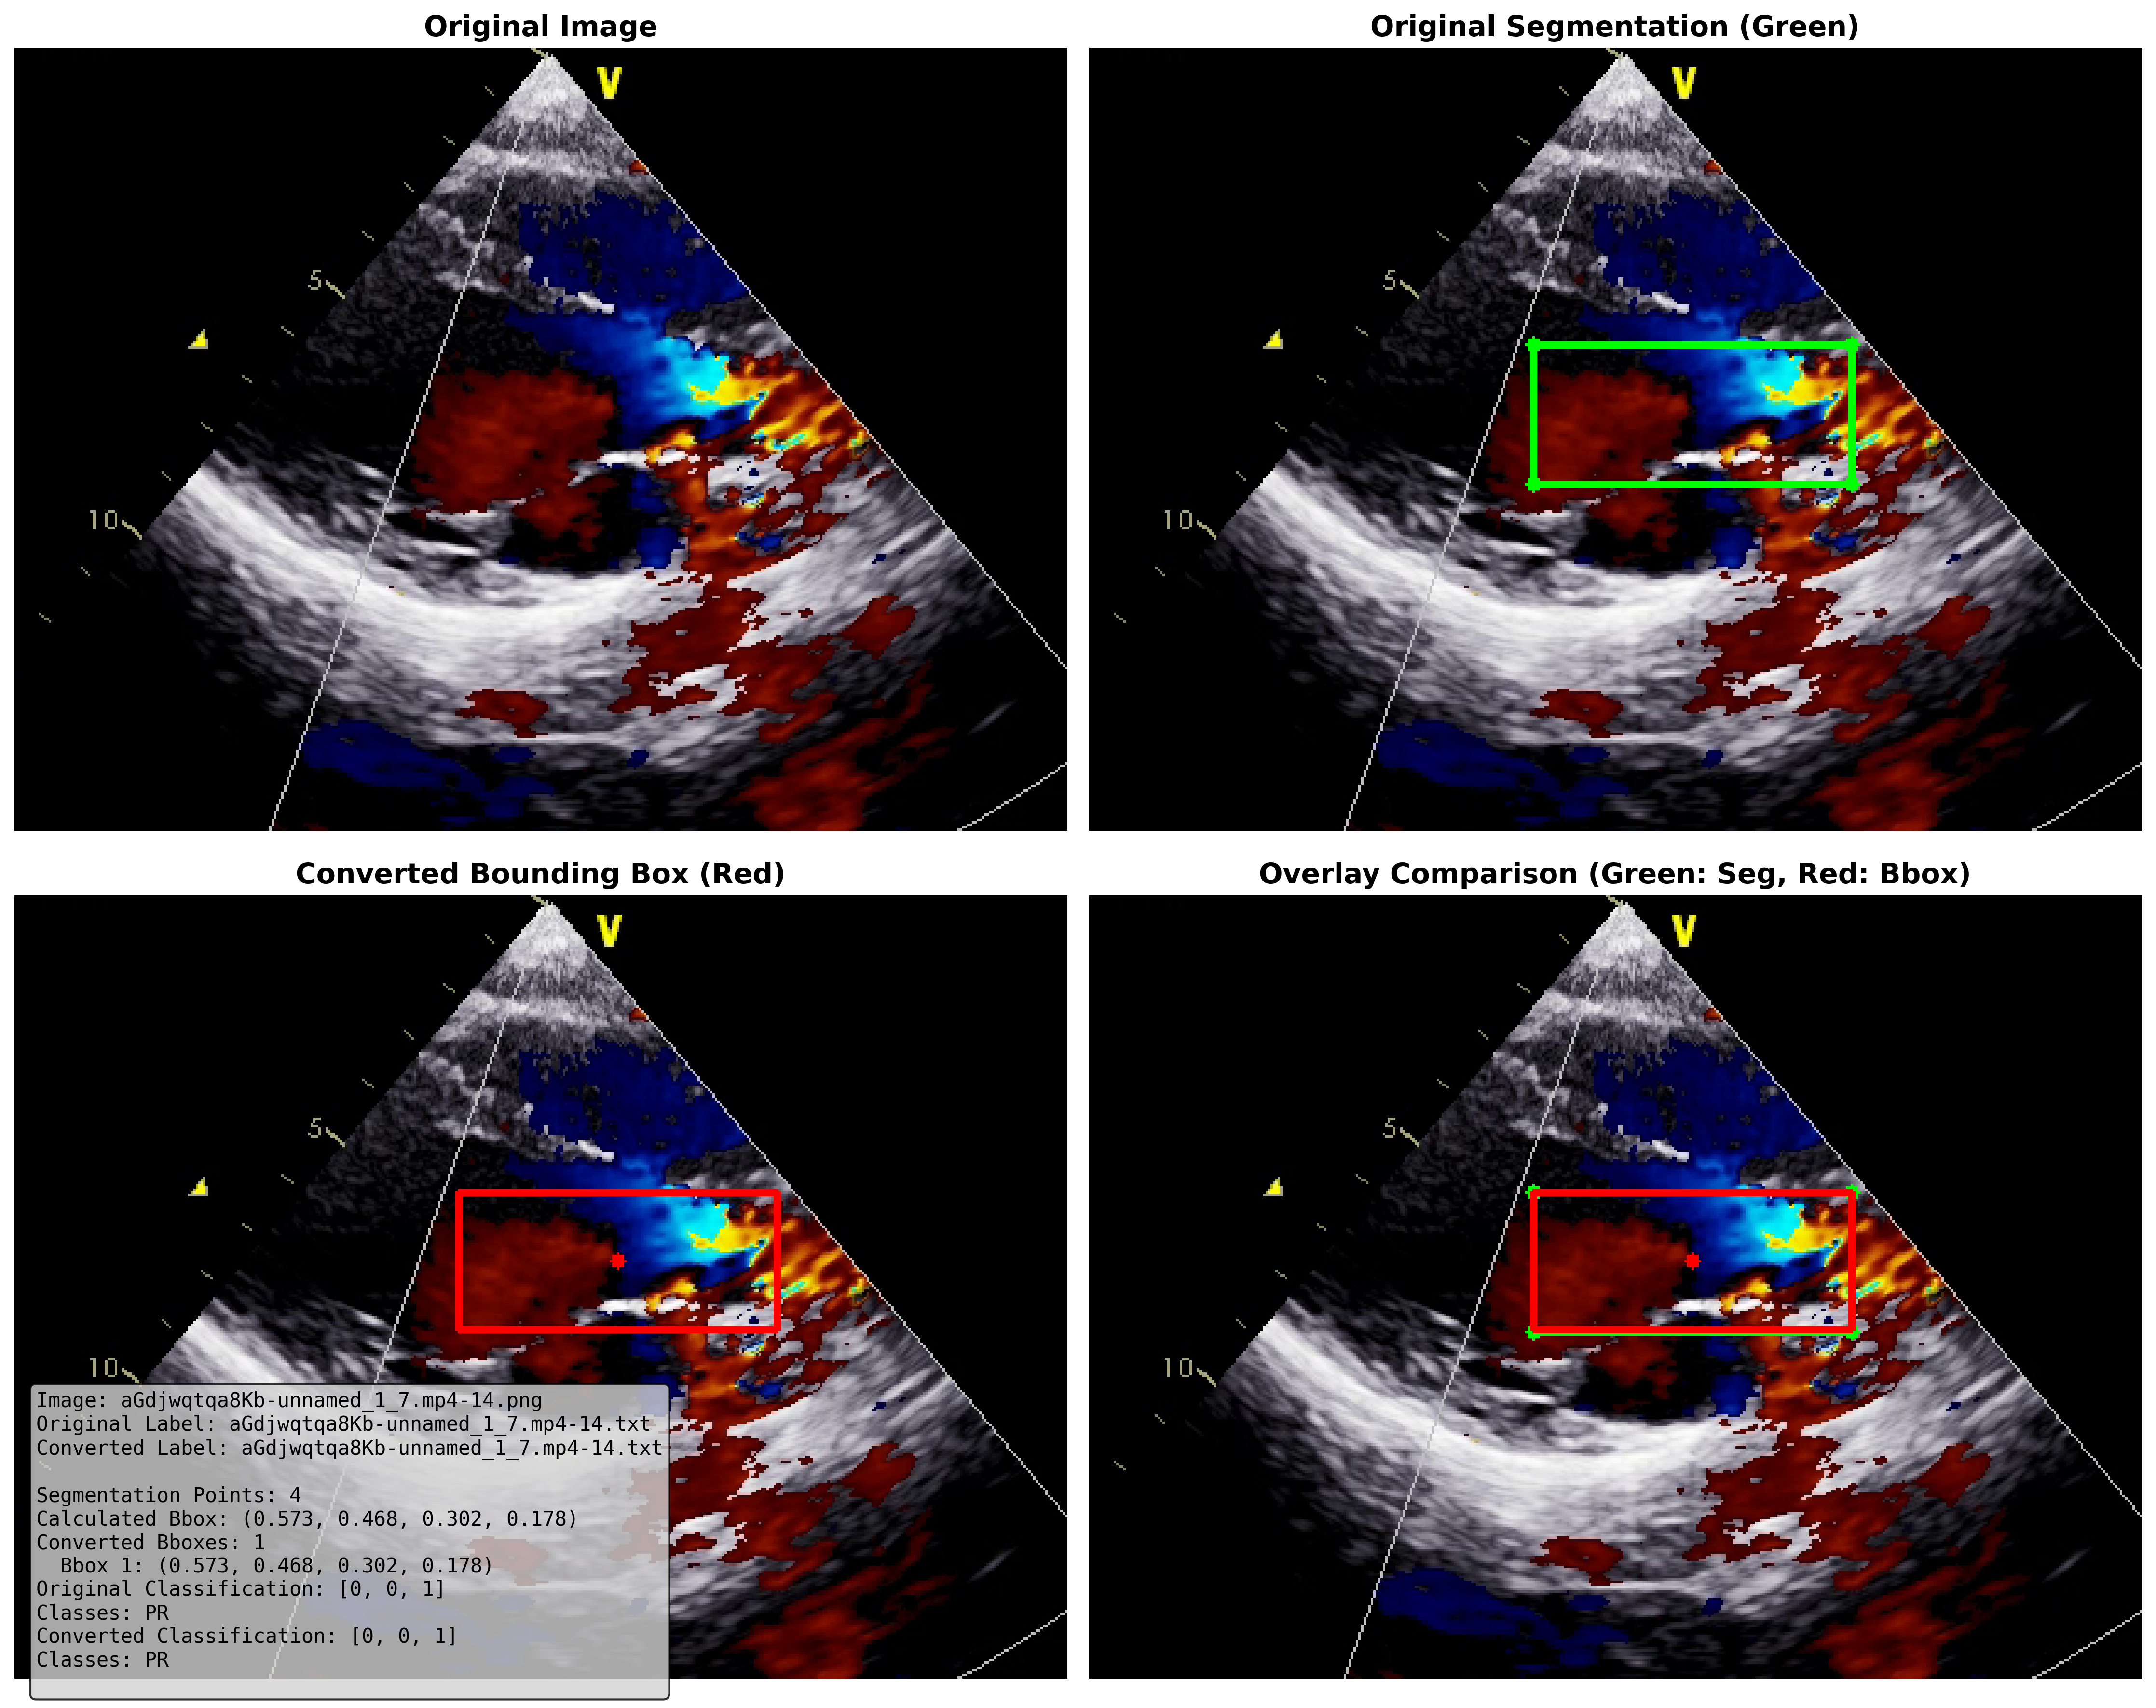 Original Image
Original Segmentation (Green)
V
5
10
V
5
10
Converted Bounding Box (Red)
Overlay Comparison (Green: Seg, Red: Bbox)
V
5
10
V
5
10
Image: aGdjwqtqa8Kb-unnamed_1_7.mp4-14.png
Original Label: aGdjwqtqa8Kb-unnamed_1_7.mp4-14.txt
Converted Label: aGdjwqtqa8Kb-unnamed_1_7.mp4-14.txt
Segmentation Points: 4
Calculated Bbox: (0.573, 0.468, 0.302, 0.178)
Converted Bboxes: 1
Bbox 1: (0.573, 0.468, 0.302, 0.178)
Original Classification: [0, 0, 1]
Classes: PR
Converted Classification: [0, 0, 1]
Classes: PR